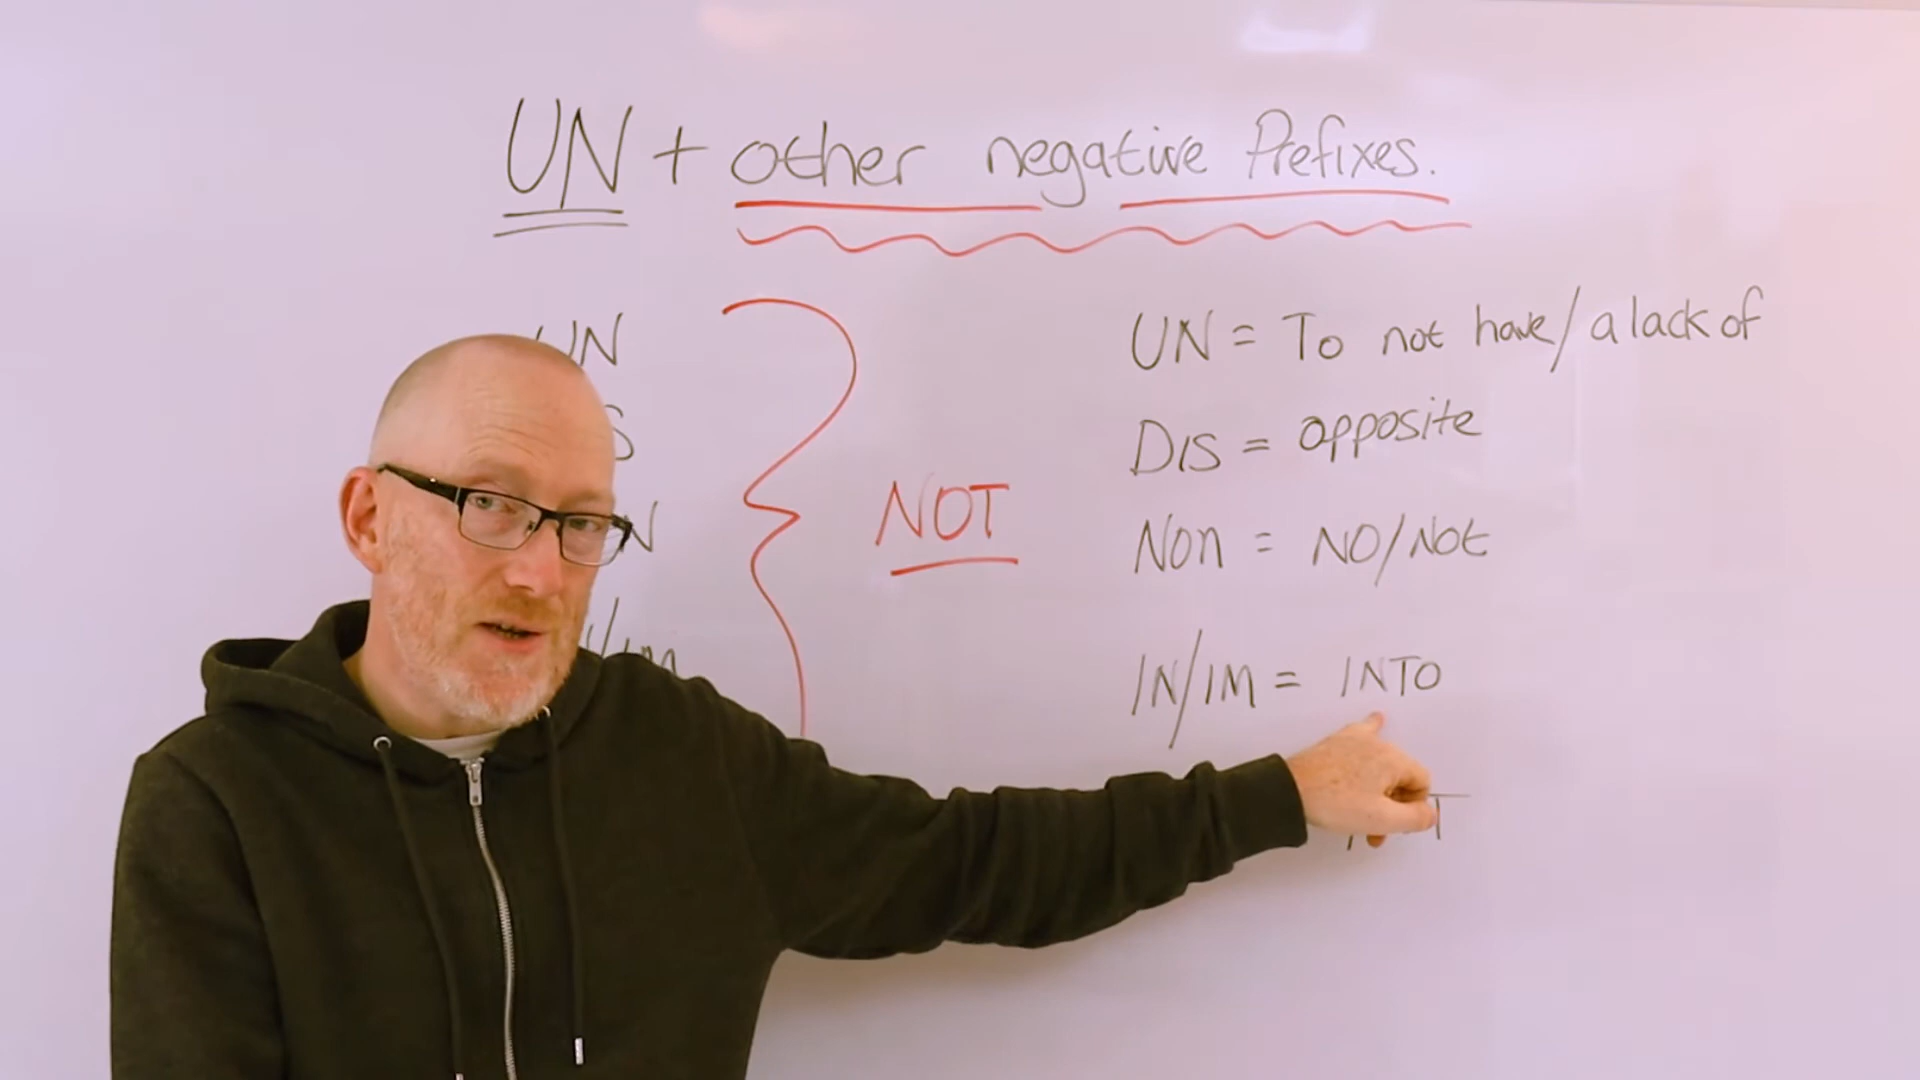 UN + other negative Prefixes.
UN
NOT
UN = To not have/a lack of
DIS = opposite
Non = NO/Not
IN/IM = INTO